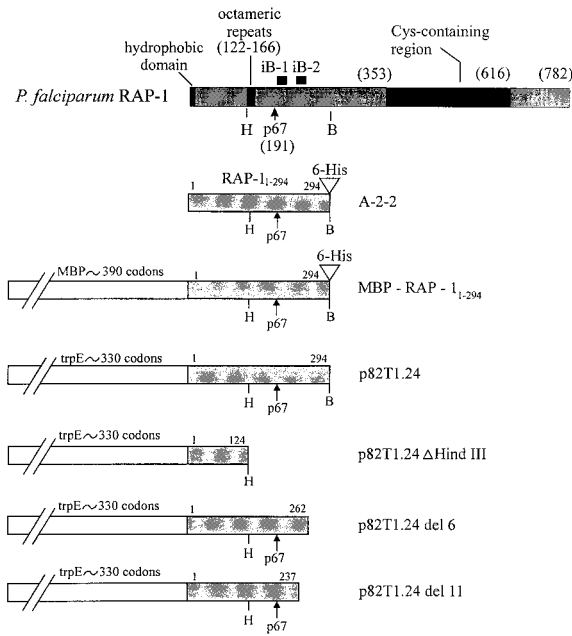 octameric
repeats
(122-166)
Cys-containing
region
hydrophobic
domain
iB-1 iB-2
(353) (616) (782)
P. falciparum RAP-1
H p67 B
(191)
6-His
RAP-1₁₋₂₉₄
1 294
A-2-2
H B
p67
6-His
MBP～390 codons 1 294
MBP - RAP - 1₁₋₂₉₄
H B
p67
trpE～330 codons 1 294
p82T1.24
H p67 B
trpE～330 codons 1 124
p82T1.24 △Hind III
H
trpE～330 codons 1 262
p82T1.24 del 6
H p67
trpE～330 codons 1 237
p82T1.24 del 11
H p67